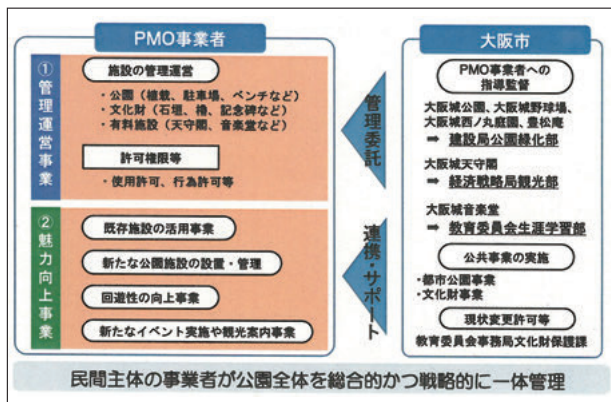 PMO事業者
①管理運営事業
施設の管理運営
・公園（植栽、駐車場、ベンチなど）
・文化財（石垣、櫓、記念碑など）
・有料施設（天守閣、音楽堂など）
許可権限等
・使用許可、行為許可等
②魅力向上事業
既存施設の活用事業
新たな公園施設の設置・管理
回遊性の向上事業
新たなイベント実施や観光案内事業
管理委託
連携・サポート
大阪市
PMO事業者への
指導監督
大阪城公園、大阪城野球場、
大阪城西ノ丸庭園、豊松庵
➡ 建設局公園緑化部
大阪城天守閣
➡ 経済戦略局観光部
大阪城音楽堂
➡ 教育委員会生涯学習部
公共事業の実施
・都市公園事業
・文化財事業
現状変更許可等
教育委員会事務局文化財保護課
民間主体の事業者が公園全体を総合的かつ戦略的に一体管理